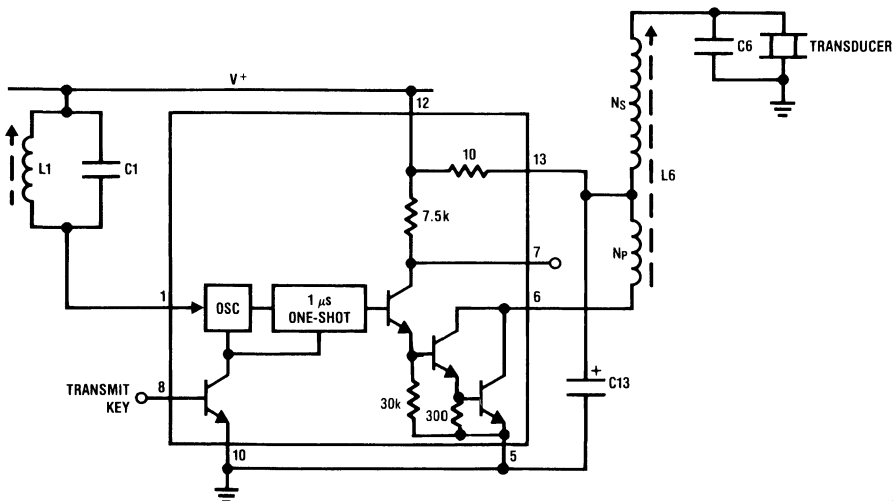 C6
TRANSDUCER
V+
12
NS
L1
C1
10
13
L6
7.5k
7
NP
1
OSC
1 μs
ONE-SHOT
6
TRANSMIT
KEY
8
30k
300
+
C13
10
5